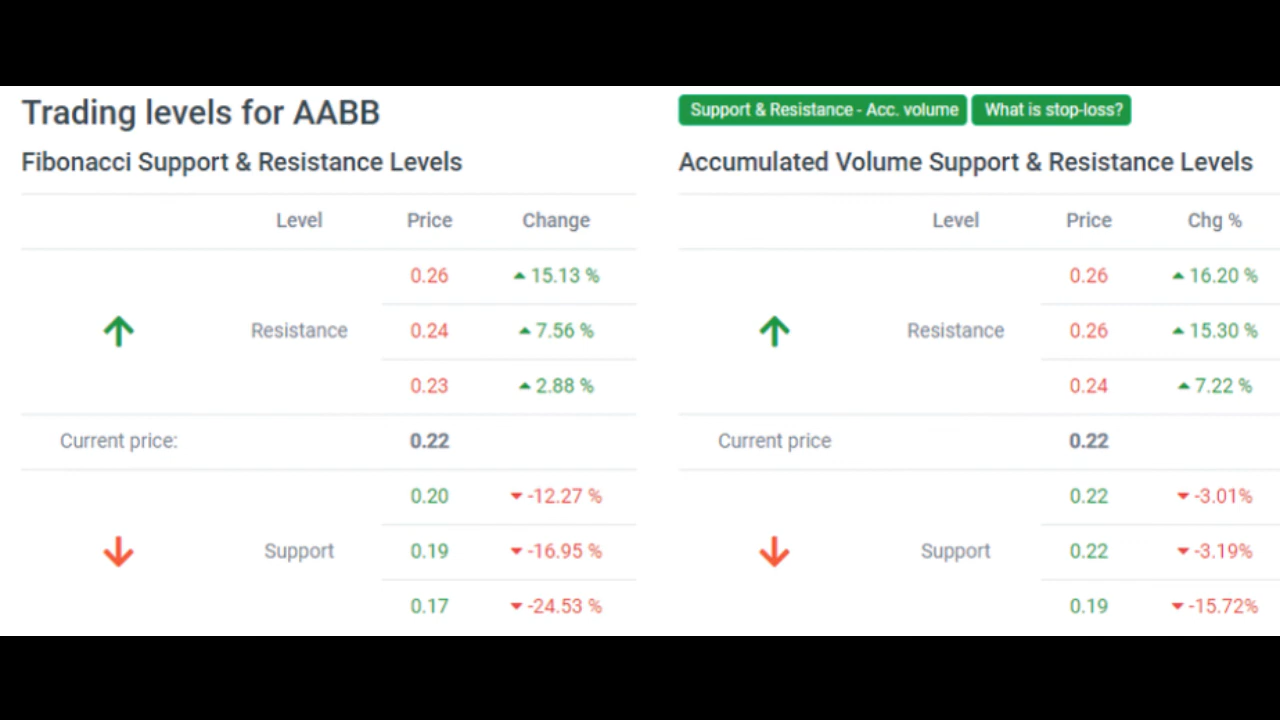 Trading levels for AABB
Support & Resistance - Acc. volume
What is stop-loss?
Fibonacci Support & Resistance Levels
Level Price Change
0.26 15.13 %
Resistance 0.24 7.56 %
0.23 2.88 %
Current price: 0.22
0.20 -12.27 %
Support 0.19 -16.95 %
0.17 -24.53 %
Accumulated Volume Support & Resistance Levels
Level Price Chg %
0.26 16.20 %
Resistance 0.26 15.30 %
0.24 7.22 %
Current price 0.22
0.22 -3.01%
Support 0.22 -3.19%
0.19 -15.72%